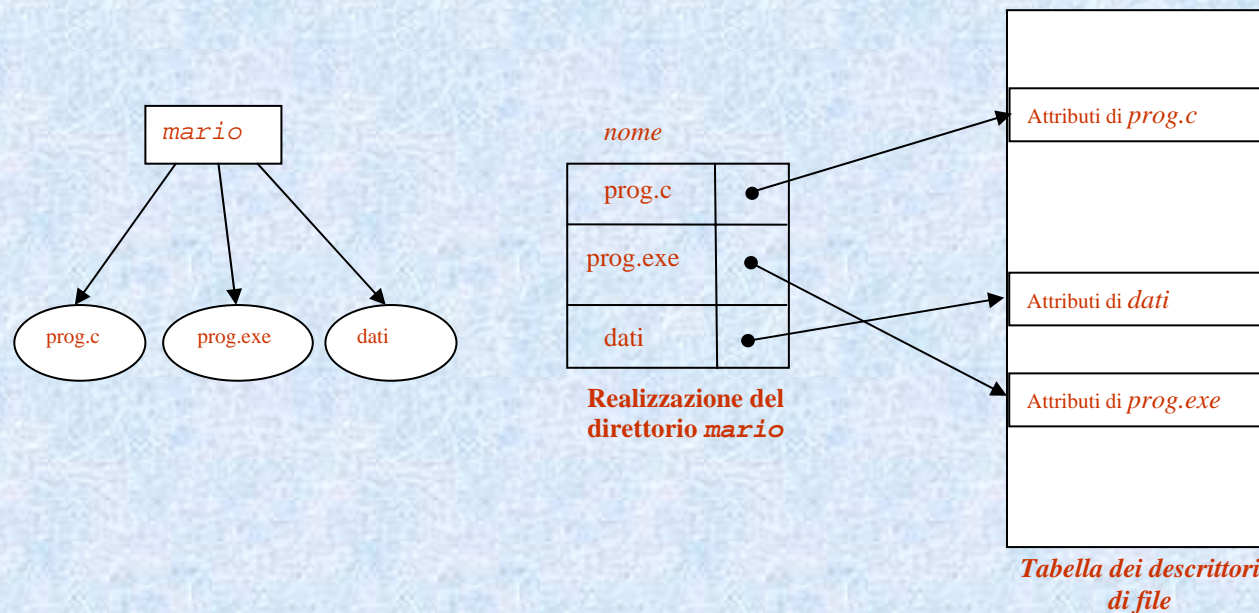 mario
prog.c
prog.exe
dati
nome
prog.c
prog.exe
dati
Realizzazione del
direttorio mario
Attributi di prog.c
Attributi di dati
Attributi di prog.exe
Tabella dei descrittori
di file